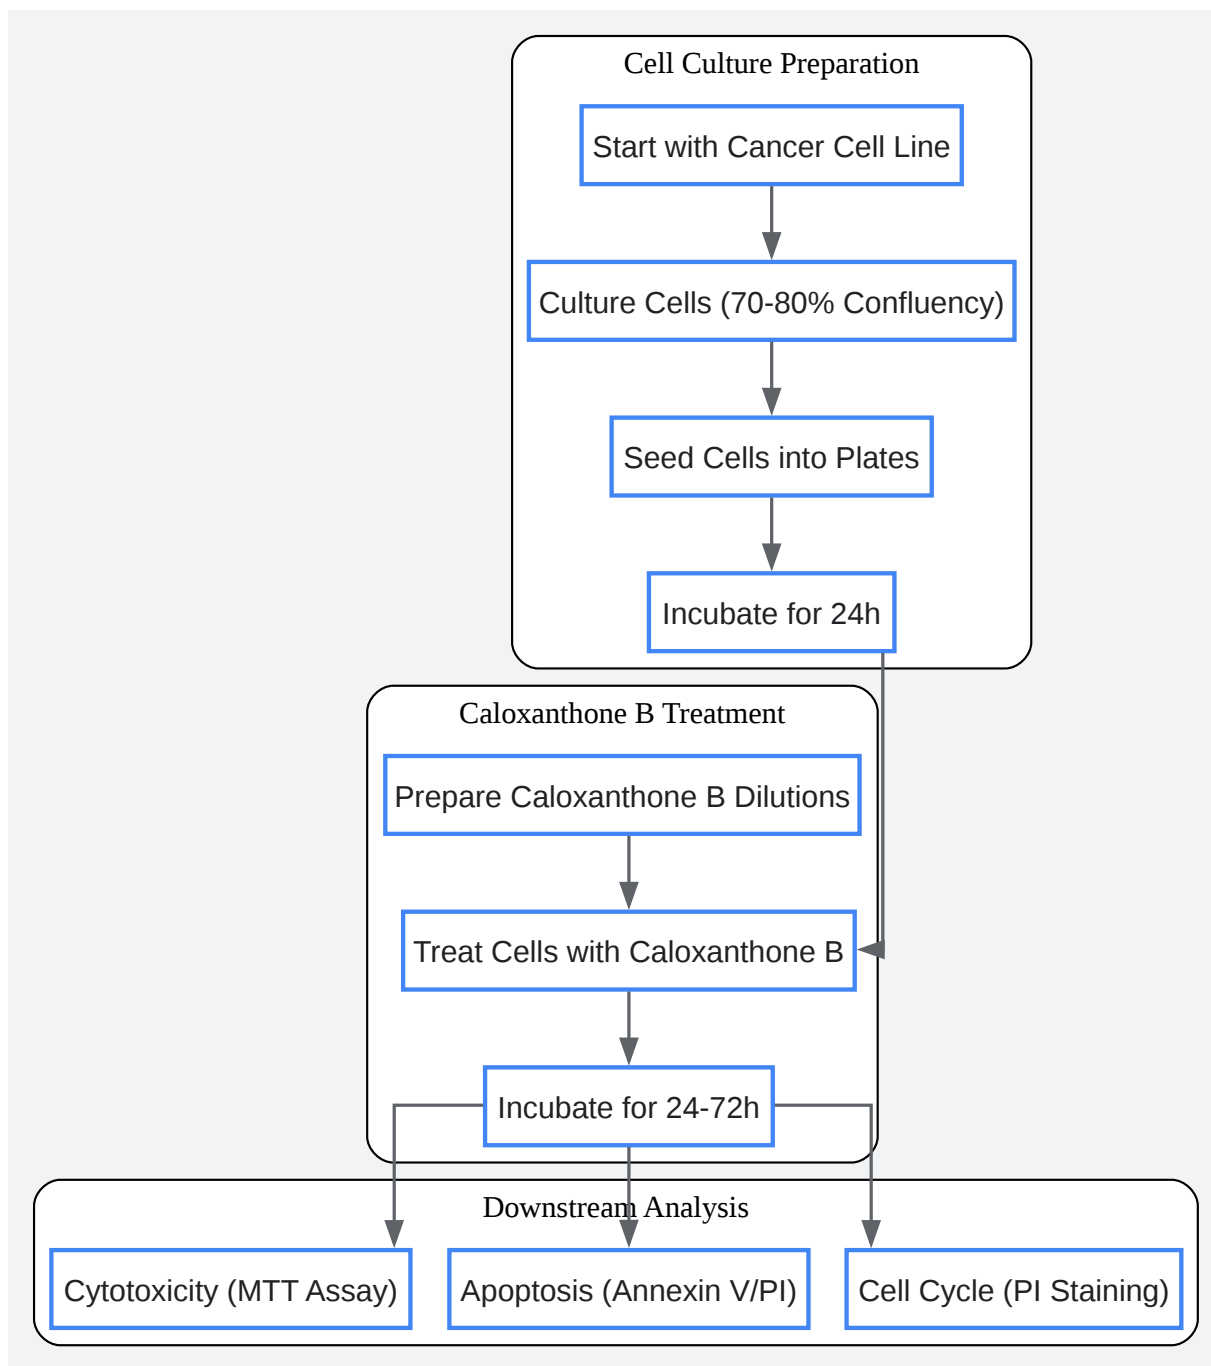 Cell Culture Preparation
Start with Cancer Cell Line
Culture Cells (70-80% Confluency)
Seed Cells into Plates
Incubate for 24h
Caloxanthone B Treatment
Prepare Caloxanthone B Dilutions
Treat Cells with Caloxanthone B
Incubate for 24-72h
Downstream Analysis
Cytotoxicity (MTT Assay)
Apoptosis (Annexin V/PI)
Cell Cycle (PI Staining)